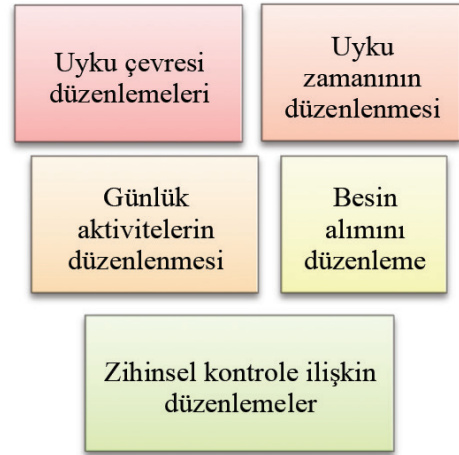 Uyku çevresi
düzenlemeleri
Uyku
zamanının
düzenlenmesi
Günlük
aktivitelerin
düzenlenmesi
Besin
alımını
düzenleme
Zihinsel kontrole ilişkin
düzenlemeler